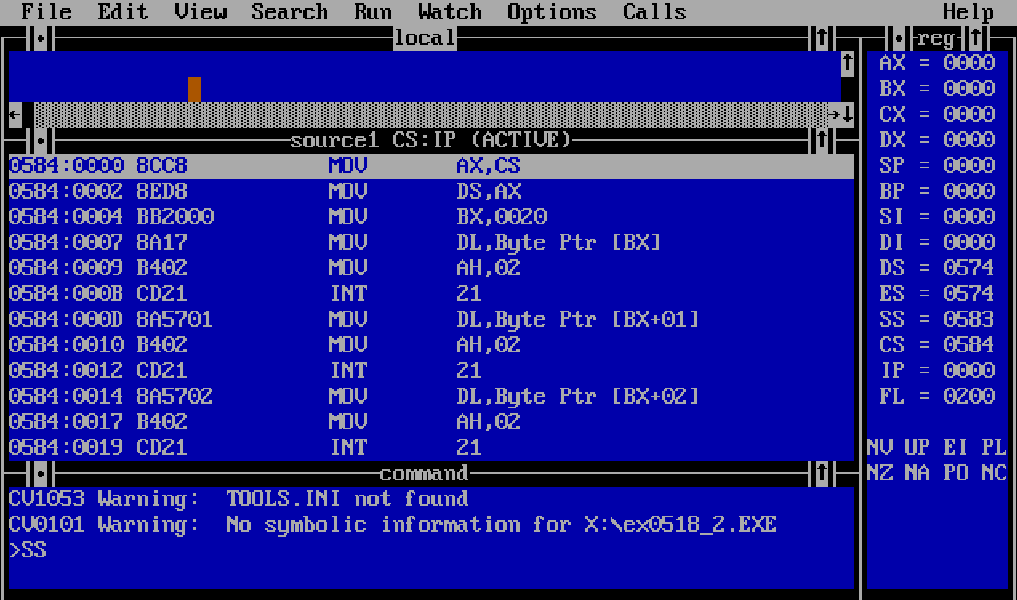 File Edit View Search Run Watch Options Calls Help
local
source1 CS:IP (ACTIVE)
0584:0000 8CC8 MOV AX,CS
0584:0002 8ED8 MOV DS,AX
0584:0004 BB2000 MOV BX,0020
0584:0007 8A17 MOV DL,Byte Ptr [BX]
0584:0009 B402 MOV AH,02
0584:000B CD21 INT 21
0584:000D 8A5701 MOV DL,Byte Ptr [BX+01]
0584:0010 B402 MOV AH,02
0584:0012 CD21 INT 21
0584:0014 8A5702 MOV DL,Byte Ptr [BX+02]
0584:0017 B402 MOV AH,02
0584:0019 CD21 INT 21
command
CV1053 Warning: TOOLS.INI not found
CV0101 Warning: No symbolic information for X:\ex0518_2.EXE
>SS
reg
AX = 0000
BX = 0000
CX = 0000
DX = 0000
SP = 0000
BP = 0000
SI = 0000
DI = 0000
DS = 0574
ES = 0574
SS = 0583
CS = 0584
IP = 0000
FL = 0200
NV UP EI PL
NZ NA PO NC